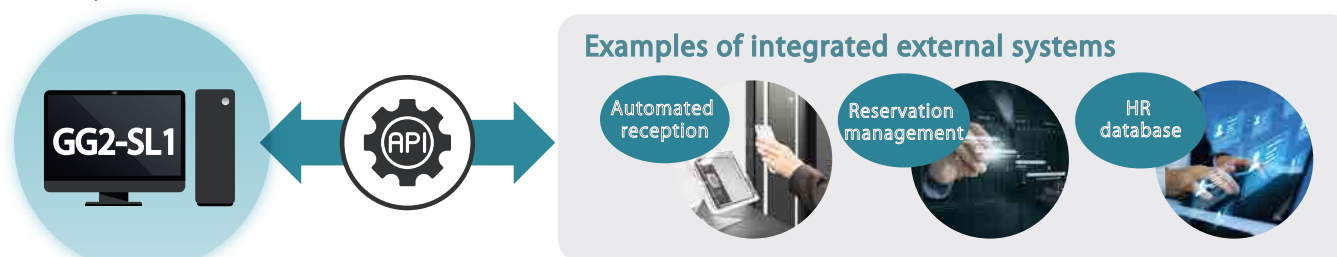 GG2-SL1
API
Examples of integrated external systems
Automated
reception
Reservation
management
HR
database